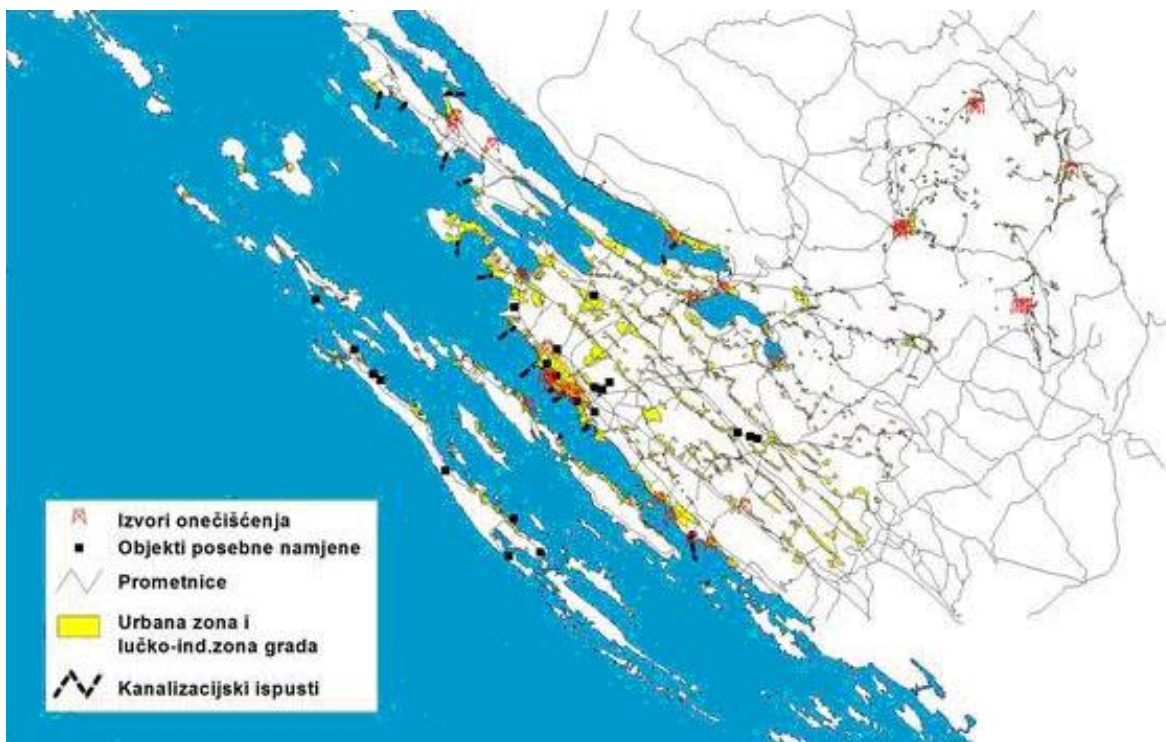 Izvori onečišćenja
Objekti posebne namjene
Prometnice
Urbana zona i
lučko-ind.zona grada
Kanalizacijski ispusti